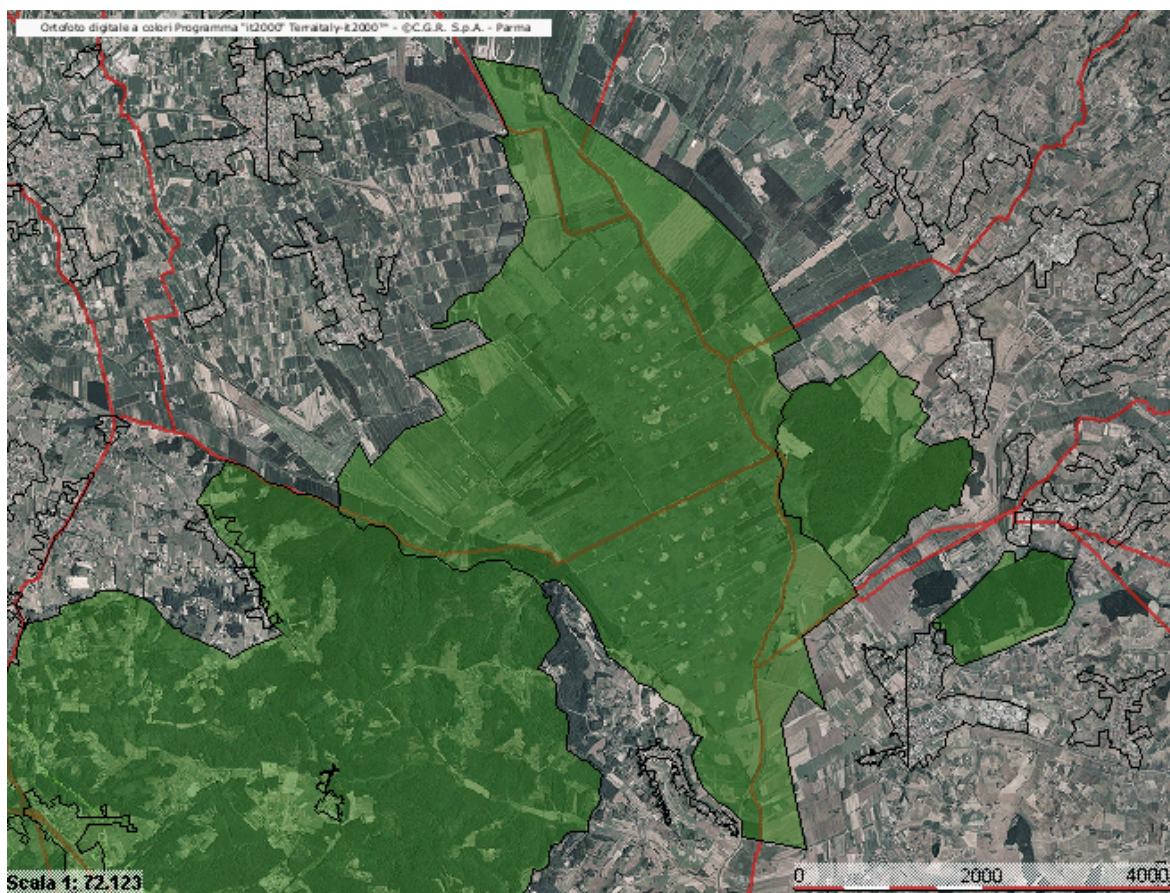 Ortofoto digitale a colori Programma "it2000" Terraitaly-it2000™ - ©C.G.R. S.p.A. - Parma
Scala 1: 72.123
0 2000 4000